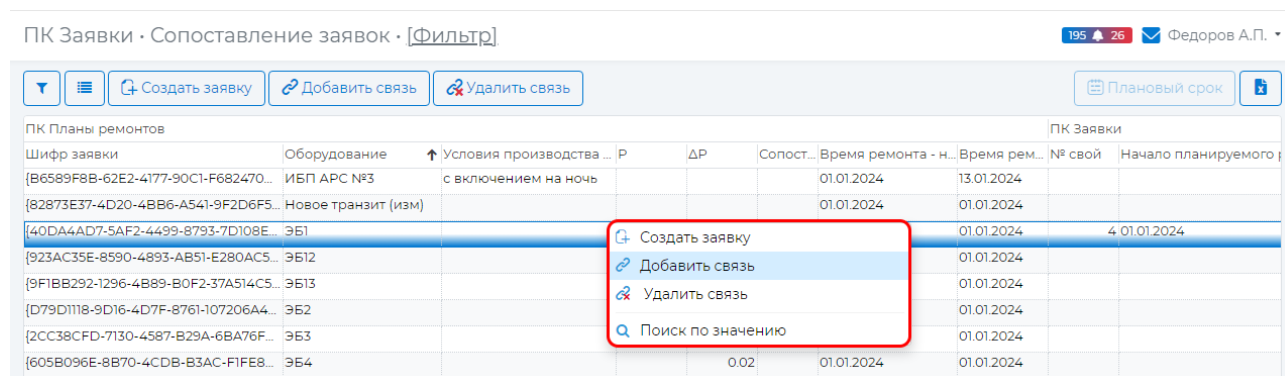 ПК Заявки • Сопоставление заявок • [Фильтр] 195 26 Федоров А.П.
Создать заявку Добавить связь Удалить связь Плановый срок
ПК Планы ремонтов ПК Заявки
Шифр заявки Оборудование Условия производства ... P ΔP Сопост... Время ремонта - н... Время рем... № свой Начало планируемого
{B6589F8B-62E2-4177-90C1-F682470... ИБП АРС №3 с включением на ночь 01.01.2024 13.01.2024
{82873E37-4D20-4BB6-A541-9F2D6F5... Новое транзит (изм) 01.01.2024 01.01.2024
{40DA4AD7-5AF2-4499-8793-7D108E... ЭБ1 01.01.2024 4 01.01.2024
{923AC35E-8590-4893-AB51-E280AC5... ЭБ12 01.01.2024
{9F1BB292-1296-4B89-B0F2-37A514C5... ЭБ13 01.01.2024
{D79D1118-9D16-4D7F-8761-107206A4... ЭБ2 01.01.2024
{2CC38CFD-7130-4587-B29A-6BA76F... ЭБ3 01.01.2024
{605B096E-8B70-4CDB-B3AC-F1FE8... ЭБ4 0.02 01.01.2024 01.01.2024
Создать заявку
Добавить связь
Удалить связь
Поиск по значению